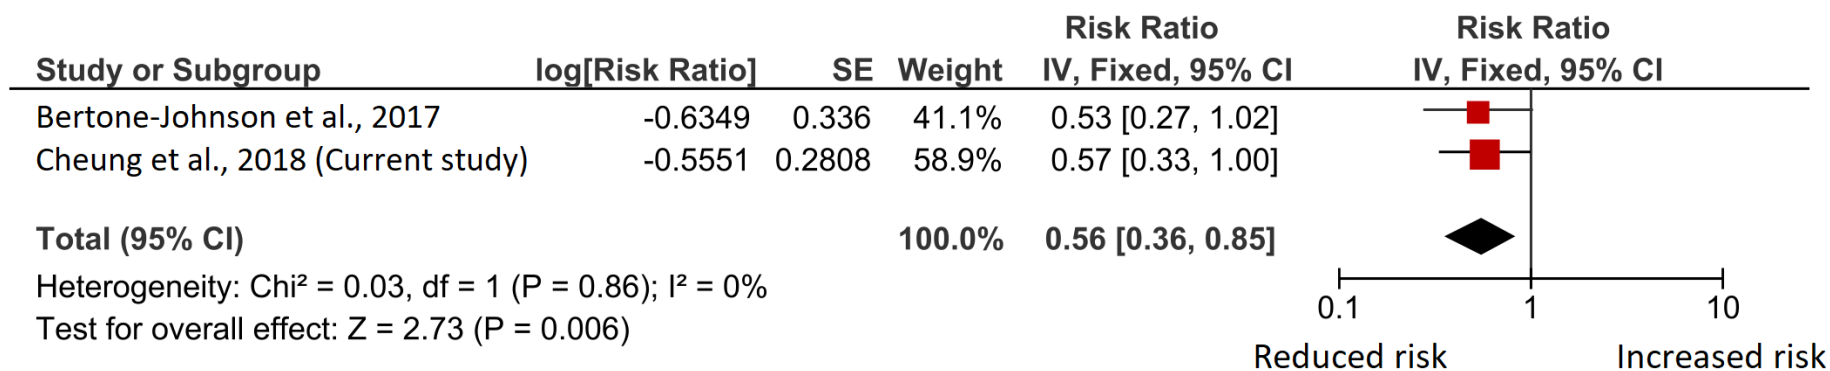 Risk Ratio Risk Ratio
Study or Subgroup log[Risk Ratio] SE Weight IV, Fixed, 95% CI IV, Fixed, 95% CI
Bertone-Johnson et al., 2017 -0.6349 0.336 41.1% 0.53 [0.27, 1.02]
Cheung et al., 2018 (Current study) -0.5551 0.2808 58.9% 0.57 [0.33, 1.00]
Total (95% CI) 100.0% 0.56 [0.36, 0.85]
Heterogeneity: Chi² = 0.03, df = 1 (P = 0.86); I² = 0%
Test for overall effect: Z = 2.73 (P = 0.006)
0.1 1 10
Reduced risk Increased risk